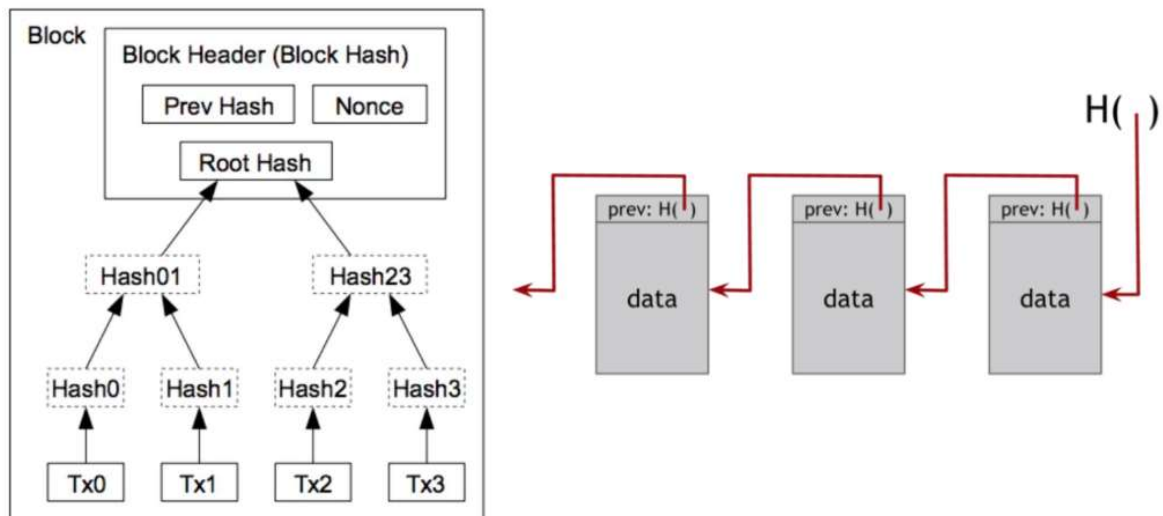 Block
Block Header (Block Hash)
Prev Hash Nonce
Root Hash
Hash01 Hash23
Hash0 Hash1 Hash2 Hash3
Tx0 Tx1 Tx2 Tx3
H( )
prev: H( ) prev: H( ) prev: H( )
data data data